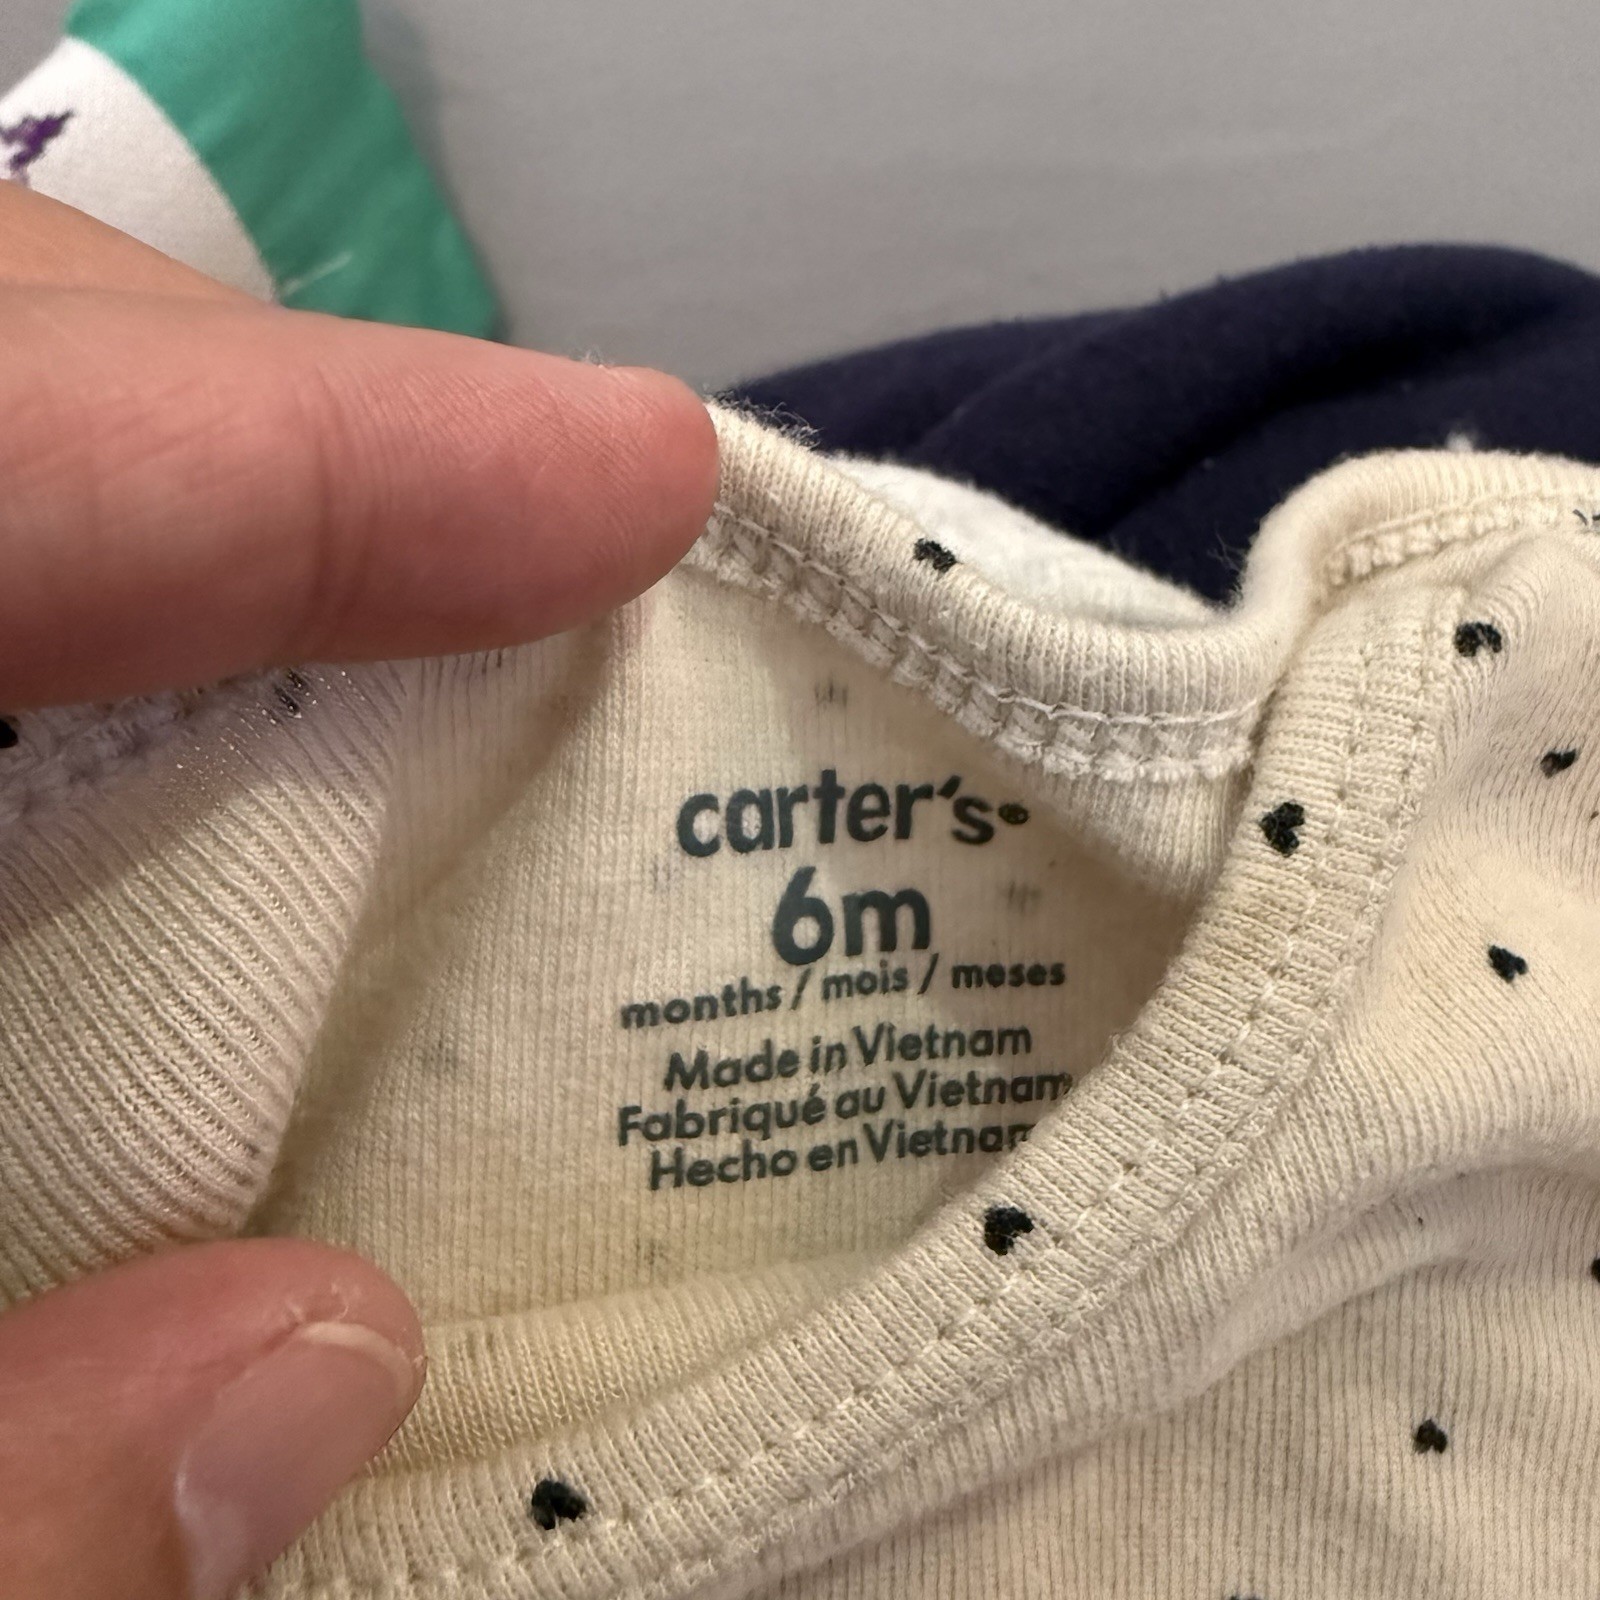 carter's®
6m
months / mois / meses
Made in Vietnam
Fabriqué au Vietnam
Hecho en Vietnam